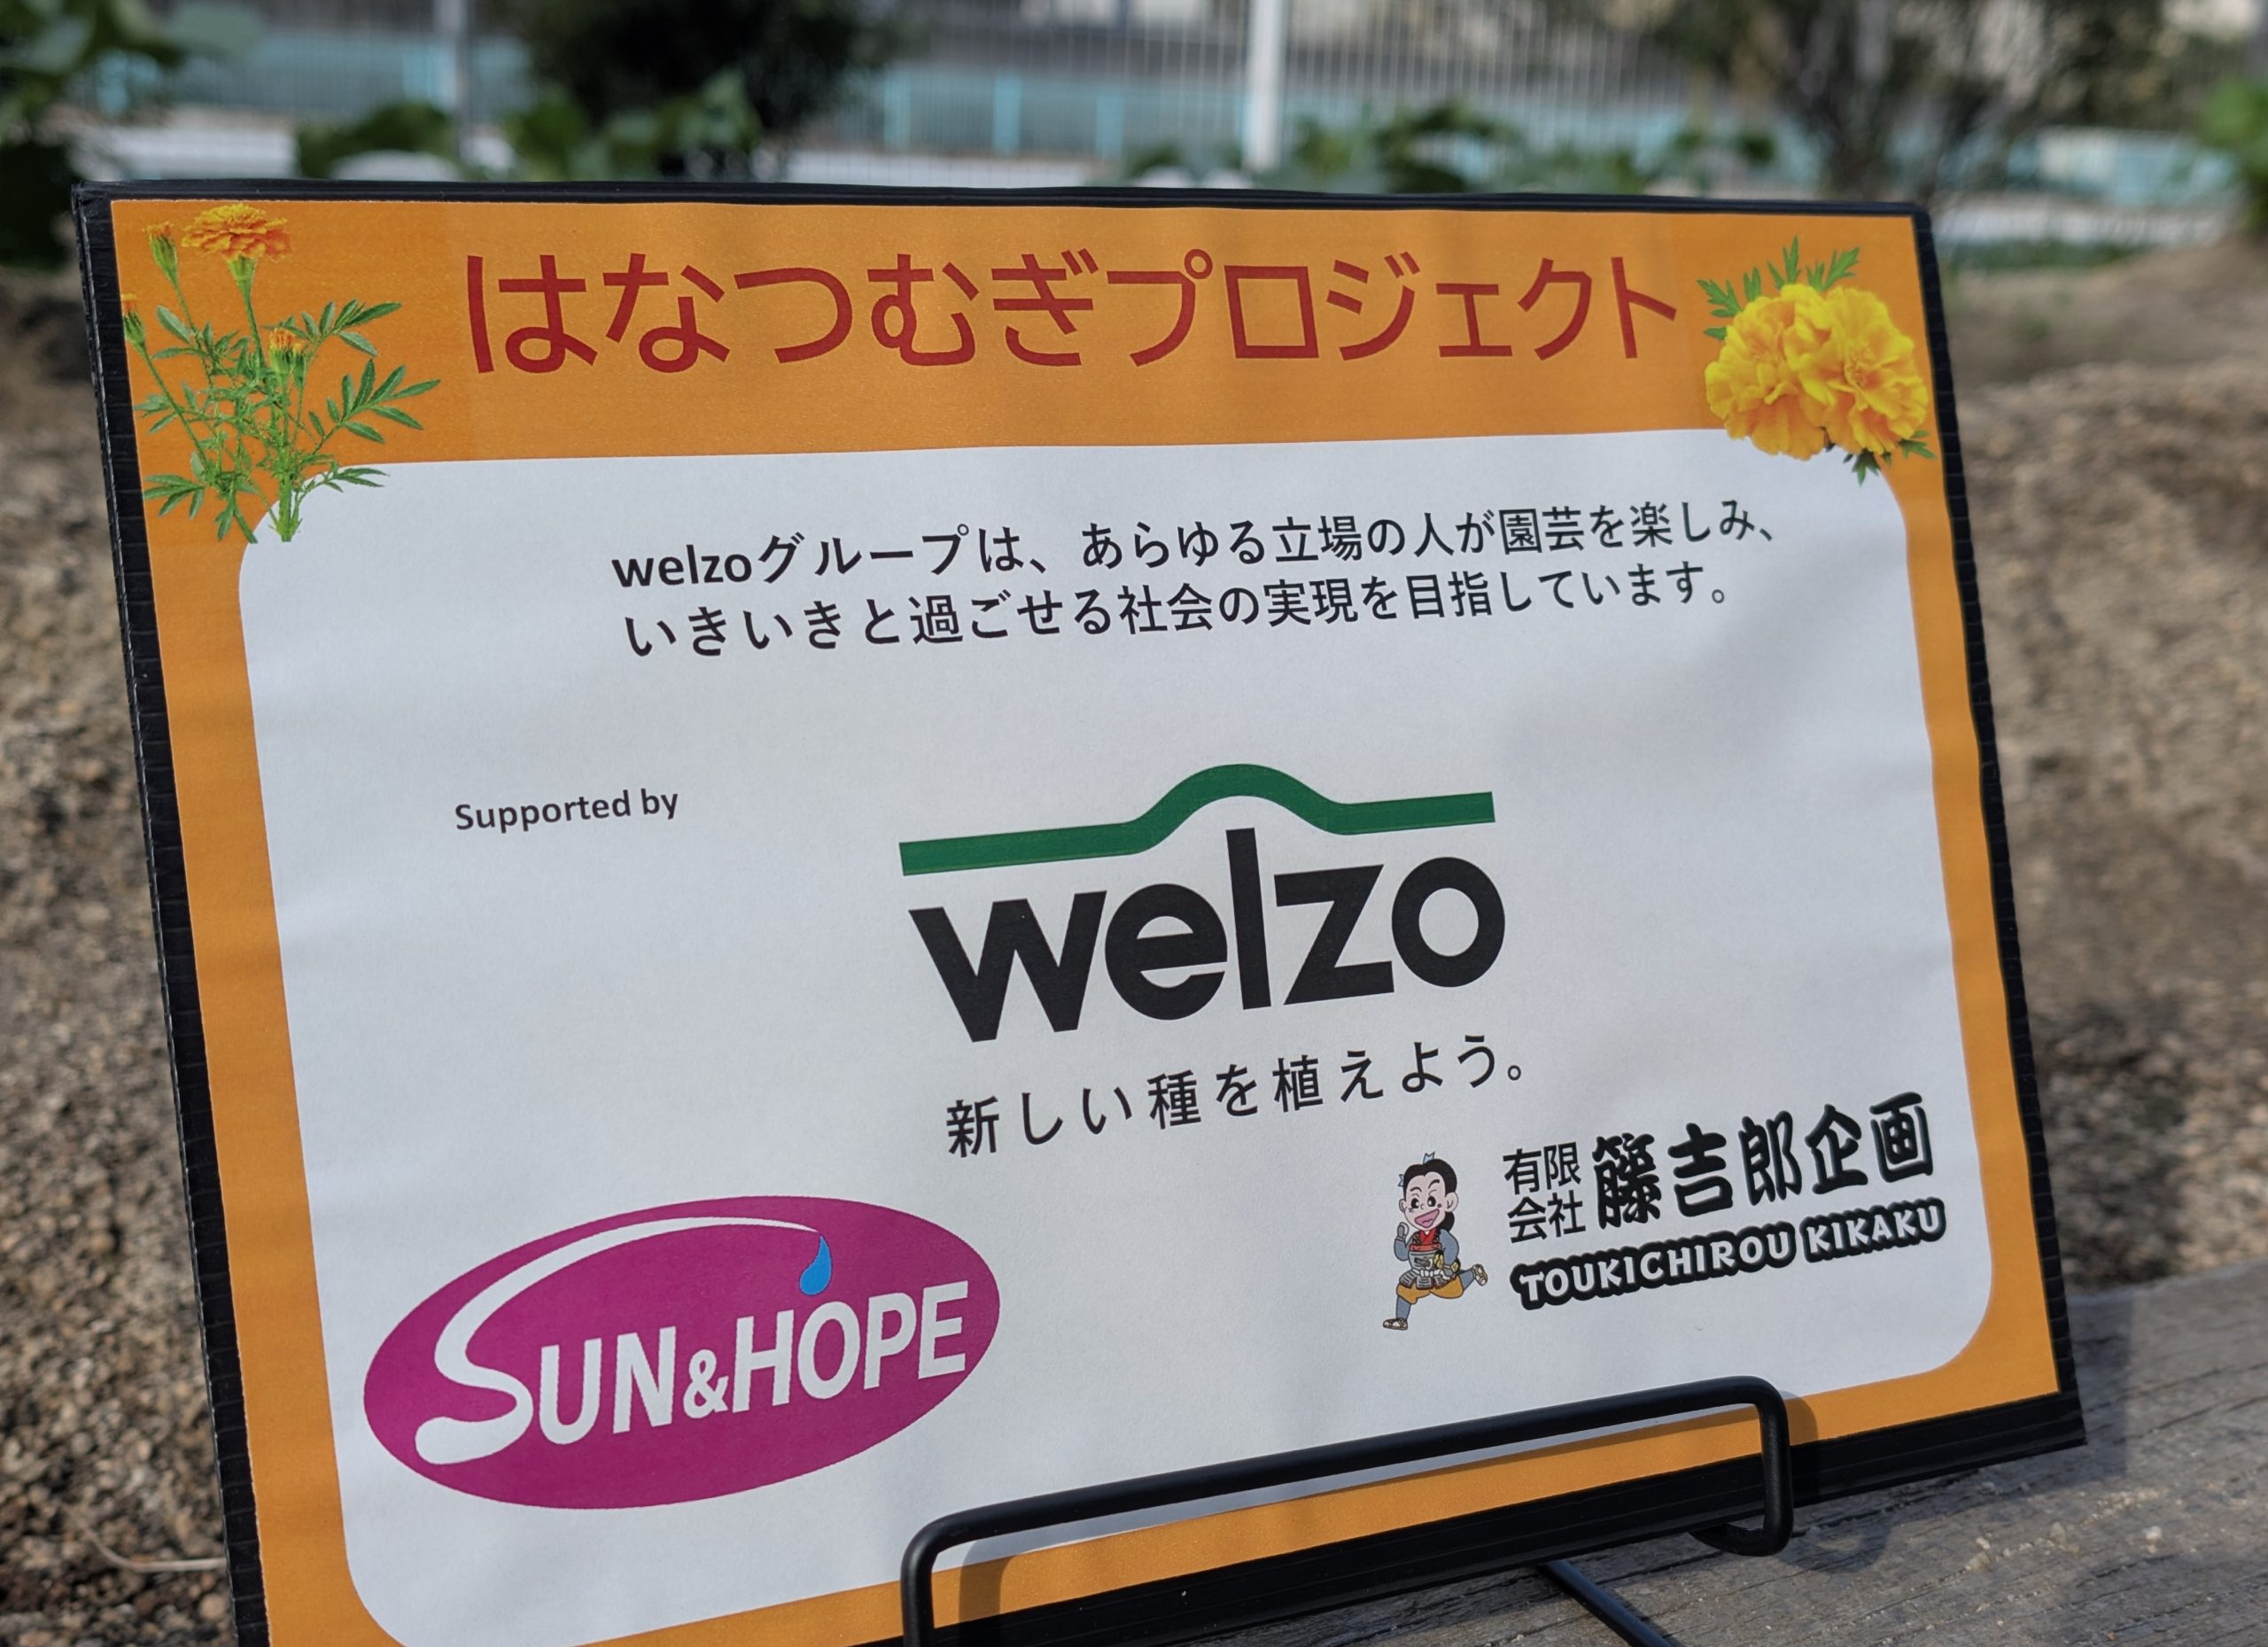 はなつむぎプロジェクト
welzoグループは、あらゆる立場の人が園芸を楽しみ、
いきいきと過ごせる社会の実現を目指しています。
Supported by
welzo
新しい種を植えよう。
SUN&HOPE
有限会社 籐吉郎企画
TOUKICHIROU KIKAKU